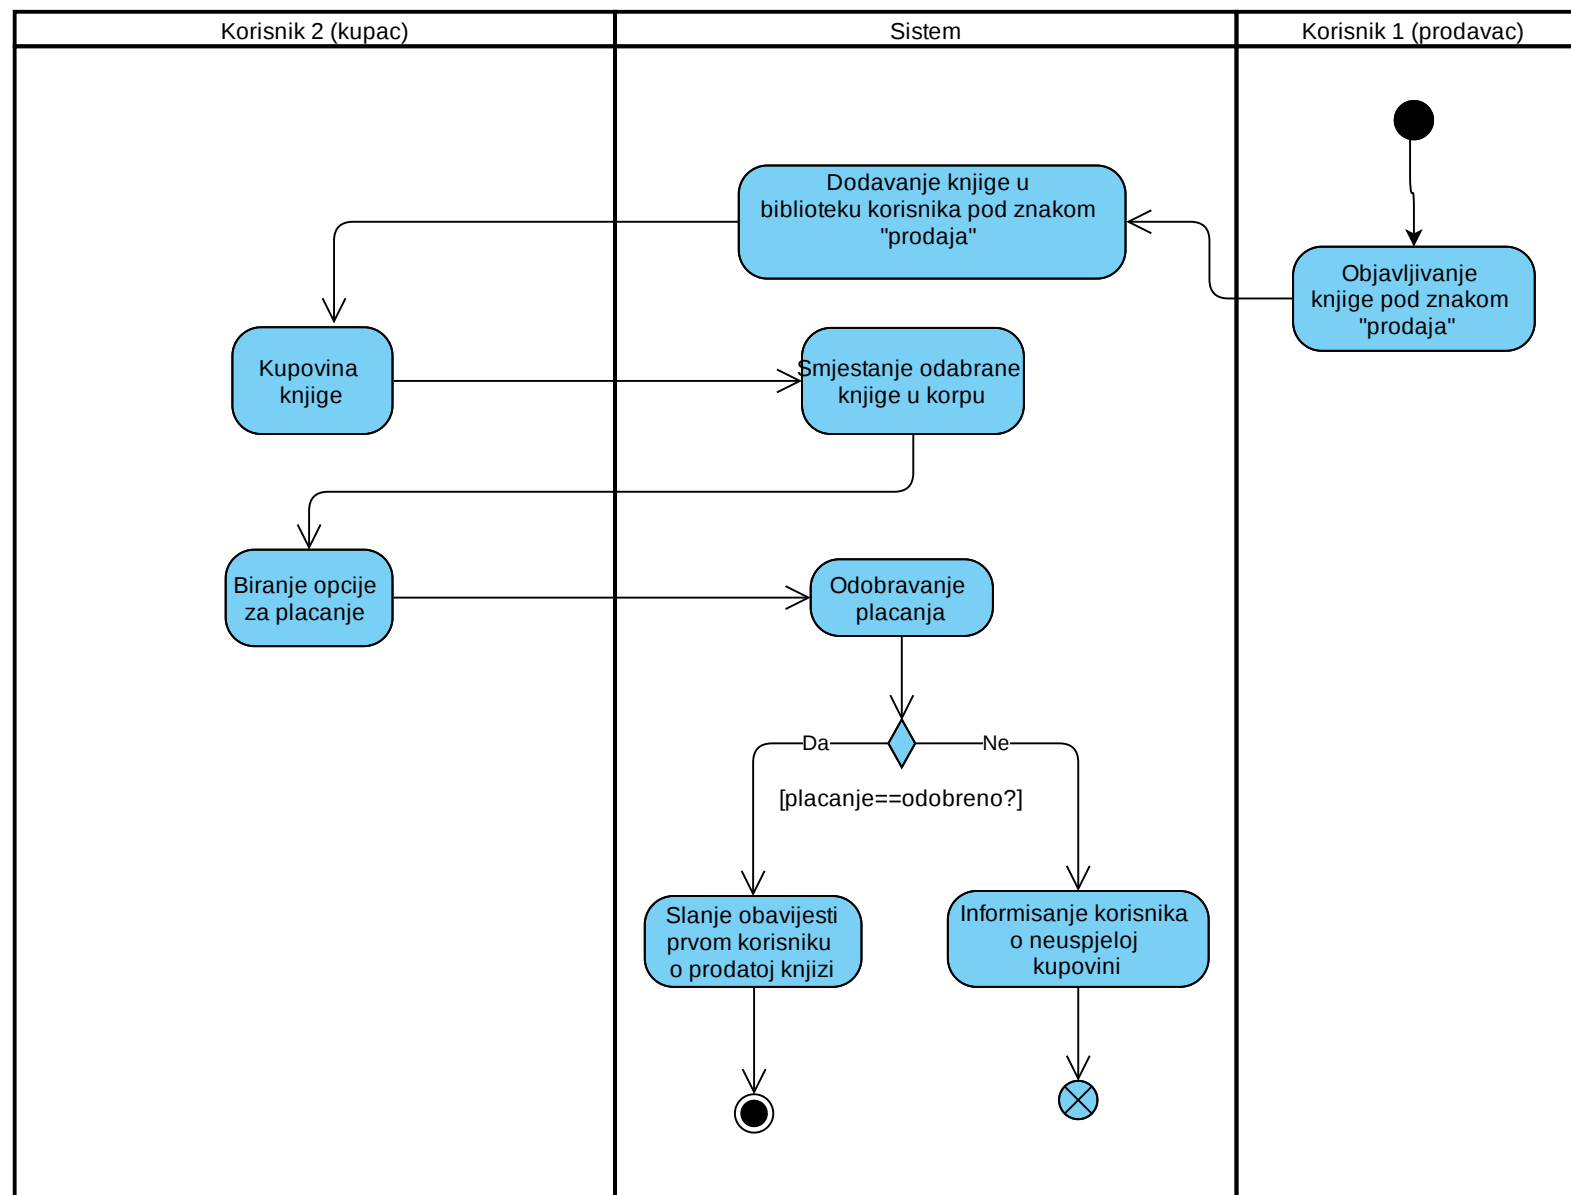 Korisnik 2 (kupac)
Sistem
Korisnik 1 (prodavac)
Dodavanje knjige u
biblioteku korisnika pod znakom
"prodaja"
Objavljivanje
knjige pod znakom
"prodaja"
Kupovina
knjige
Smjestanje odabrane
knjige u korpu
Biranje opcije
za placanje
Odobravanje
placanja
Da
Ne
[placanje==odobreno?]
Slanje obavijesti
prvom korisniku
o prodatoj knjizi
Informisanje korisnika
o neuspjeloj
kupovini